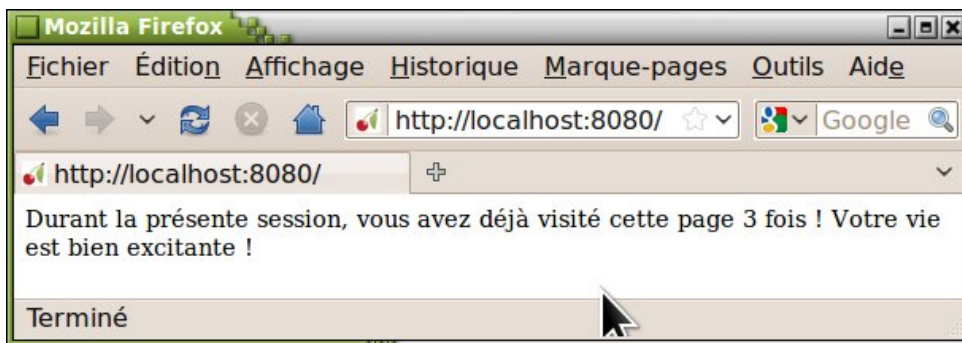 Mozilla Firefox
Fichier Édition Affichage Historique Marque-pages Outils Aide
http://localhost:8080/ Google
http://localhost:8080/
Durant la présente session, vous avez déjà visité cette page 3 fois ! Votre vie
est bien excitante !
Terminé